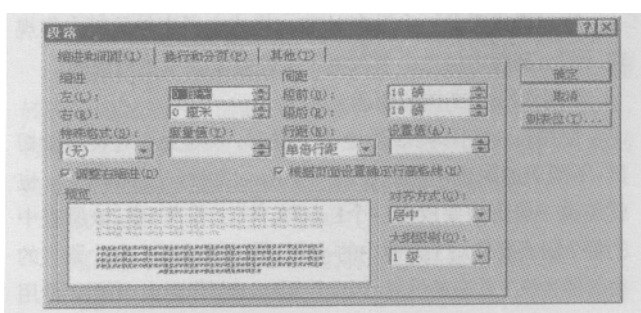 段落
缩进和间距(I) 换行和分页(P) 其他(T)
缩进 间距
左(L): 段前(B): 18 磅 确定
右(R): 0 厘米 段后(E): 18 磅 取消
特殊格式(S): 度量值(Y): 行距(N): 设置值(A): 制表位(T)...
(无) 单倍行距
调整右缩进(D) 根据页面设置确定行高格线(W)
预览 对齐方式(G):
居中
大纲级别(O):
1 级